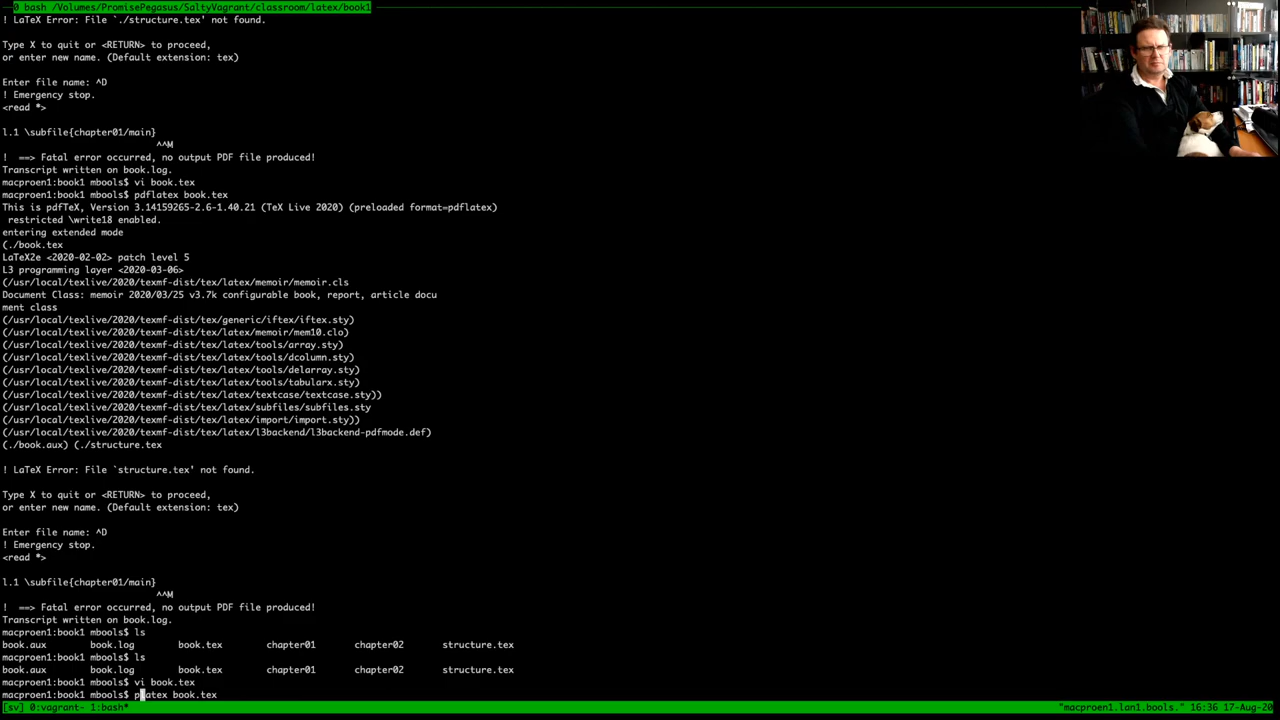 0 bash /Volumes/PromisePegasus/SaltyVagrant/classroom/latex/book1
! LaTeX Error: File `./structure.tex' not found.
Type X to quit or <RETURN> to proceed,
or enter new name. (Default extension: tex)
Enter file name: ^D
! Emergency stop.
<read *>
l.1 \subfile{chapter01/main}
^^M
!  ==> Fatal error occurred, no output PDF file produced!
Transcript written on book.log.
macproen1:book1 mbools$ vi book.tex
macproen1:book1 mbools$ pdflatex book.tex
This is pdfTeX, Version 3.14159265-2.6-1.40.21 (TeX Live 2020) (preloaded format=pdflatex)
restricted \write18 enabled.
entering extended mode
(./book.tex
LaTeX2e <2020-02-02> patch level 5
L3 programming layer <2020-03-06>
(/usr/local/texlive/2020/texmf-dist/tex/latex/memoir/memoir.cls
Document Class: memoir 2020/03/25 v3.7k configurable book, report, article docu
ment class
(/usr/local/texlive/2020/texmf-dist/tex/generic/iftex/iftex.sty)
(/usr/local/texlive/2020/texmf-dist/tex/latex/memoir/mem10.clo)
(/usr/local/texlive/2020/texmf-dist/tex/latex/tools/array.sty)
(/usr/local/texlive/2020/texmf-dist/tex/latex/tools/dcolumn.sty)
(/usr/local/texlive/2020/texmf-dist/tex/latex/tools/delarray.sty)
(/usr/local/texlive/2020/texmf-dist/tex/latex/tools/tabularx.sty)
(/usr/local/texlive/2020/texmf-dist/tex/latex/textcase/textcase.sty))
(/usr/local/texlive/2020/texmf-dist/tex/latex/subfiles/subfiles.sty
(/usr/local/texlive/2020/texmf-dist/tex/latex/import/import.sty))
(/usr/local/texlive/2020/texmf-dist/tex/latex/l3backend/l3backend-pdfmode.def)
(./book.aux) (./structure.tex
! LaTeX Error: File `structure.tex' not found.
Type X to quit or <RETURN> to proceed,
or enter new name. (Default extension: tex)
Enter file name: ^D
! Emergency stop.
<read *>
l.1 \subfile{chapter01/main}
^^M
!  ==> Fatal error occurred, no output PDF file produced!
Transcript written on book.log.
macproen1:book1 mbools$ ls
book.aux book.log book.tex chapter01 chapter02 structure.tex
macproen1:book1 mbools$ ls
book.aux book.log book.tex chapter01 chapter02 structure.tex
macproen1:book1 mbools$ vi book.tex
macproen1:book1 mbools$ platex book.tex
[sv] 0:vagrant- 1:bash* "macproen1.lan1.bools." 16:36 17-Aug-20